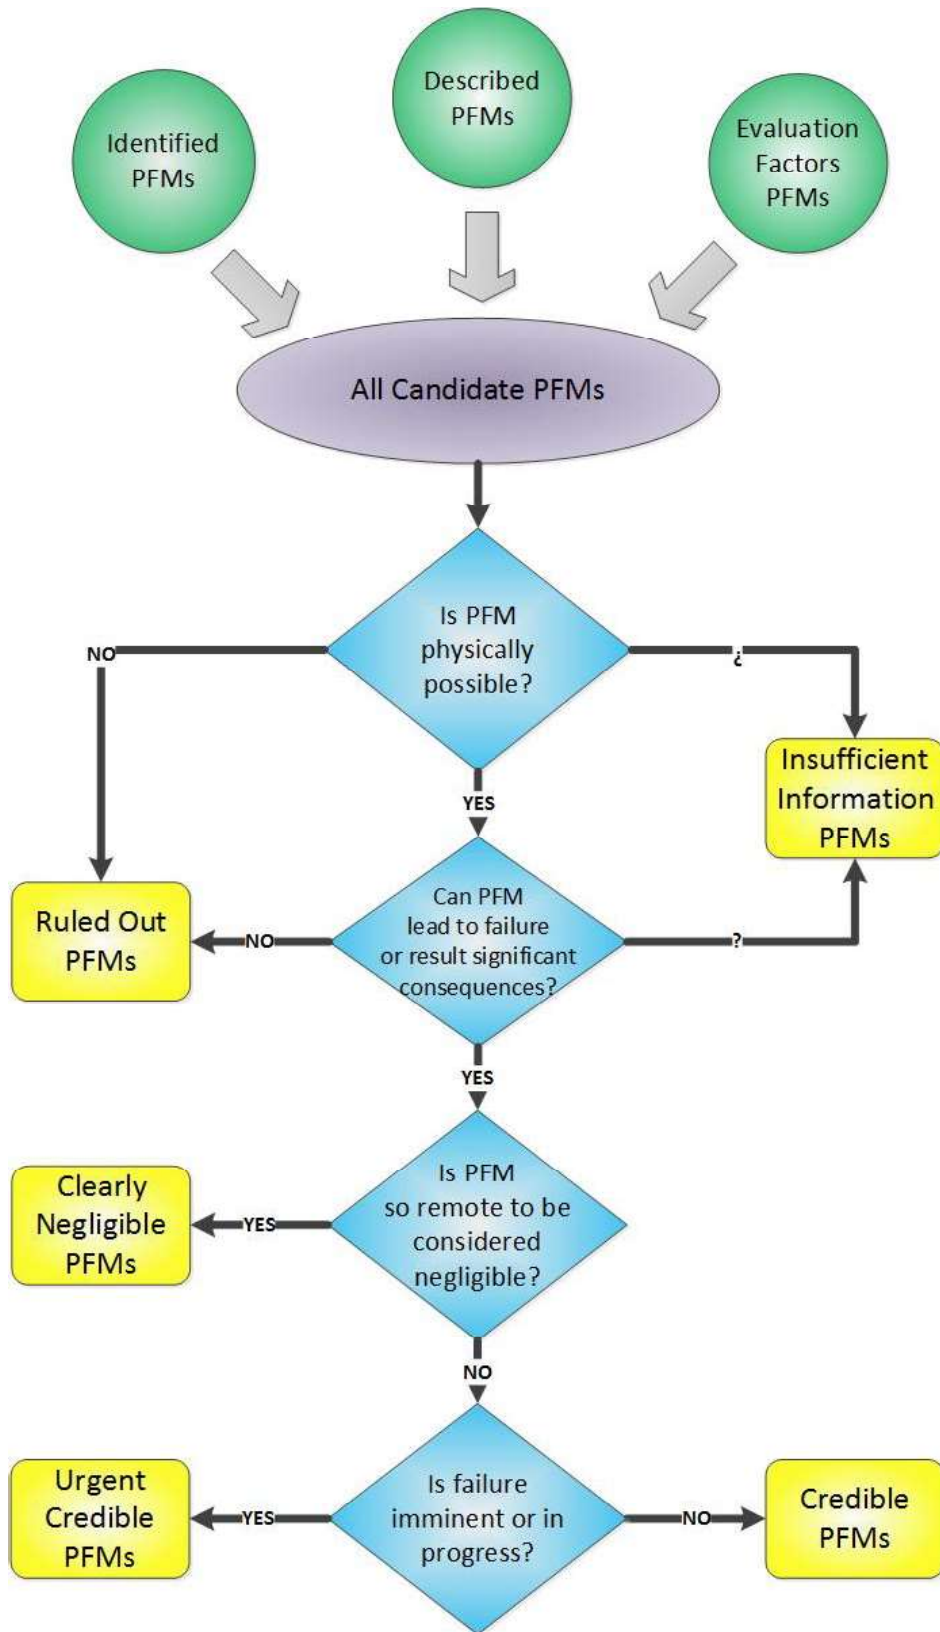 Identified
PFMs
Described
PFMs
Evaluation
Factors
PFMs
All Candidate PFMs
Is PFM
physically
possible?
NO
¿
Insufficient
Information
PFMs
YES
Can PFM
lead to failure
or result significant
consequences?
NO
?
Ruled Out
PFMs
YES
Is PFM
so remote to be
considered
negligible?
YES
Clearly
Negligible
PFMs
NO
Is failure
imminent or in
progress?
YES
Urgent
Credible
PFMs
NO
Credible
PFMs